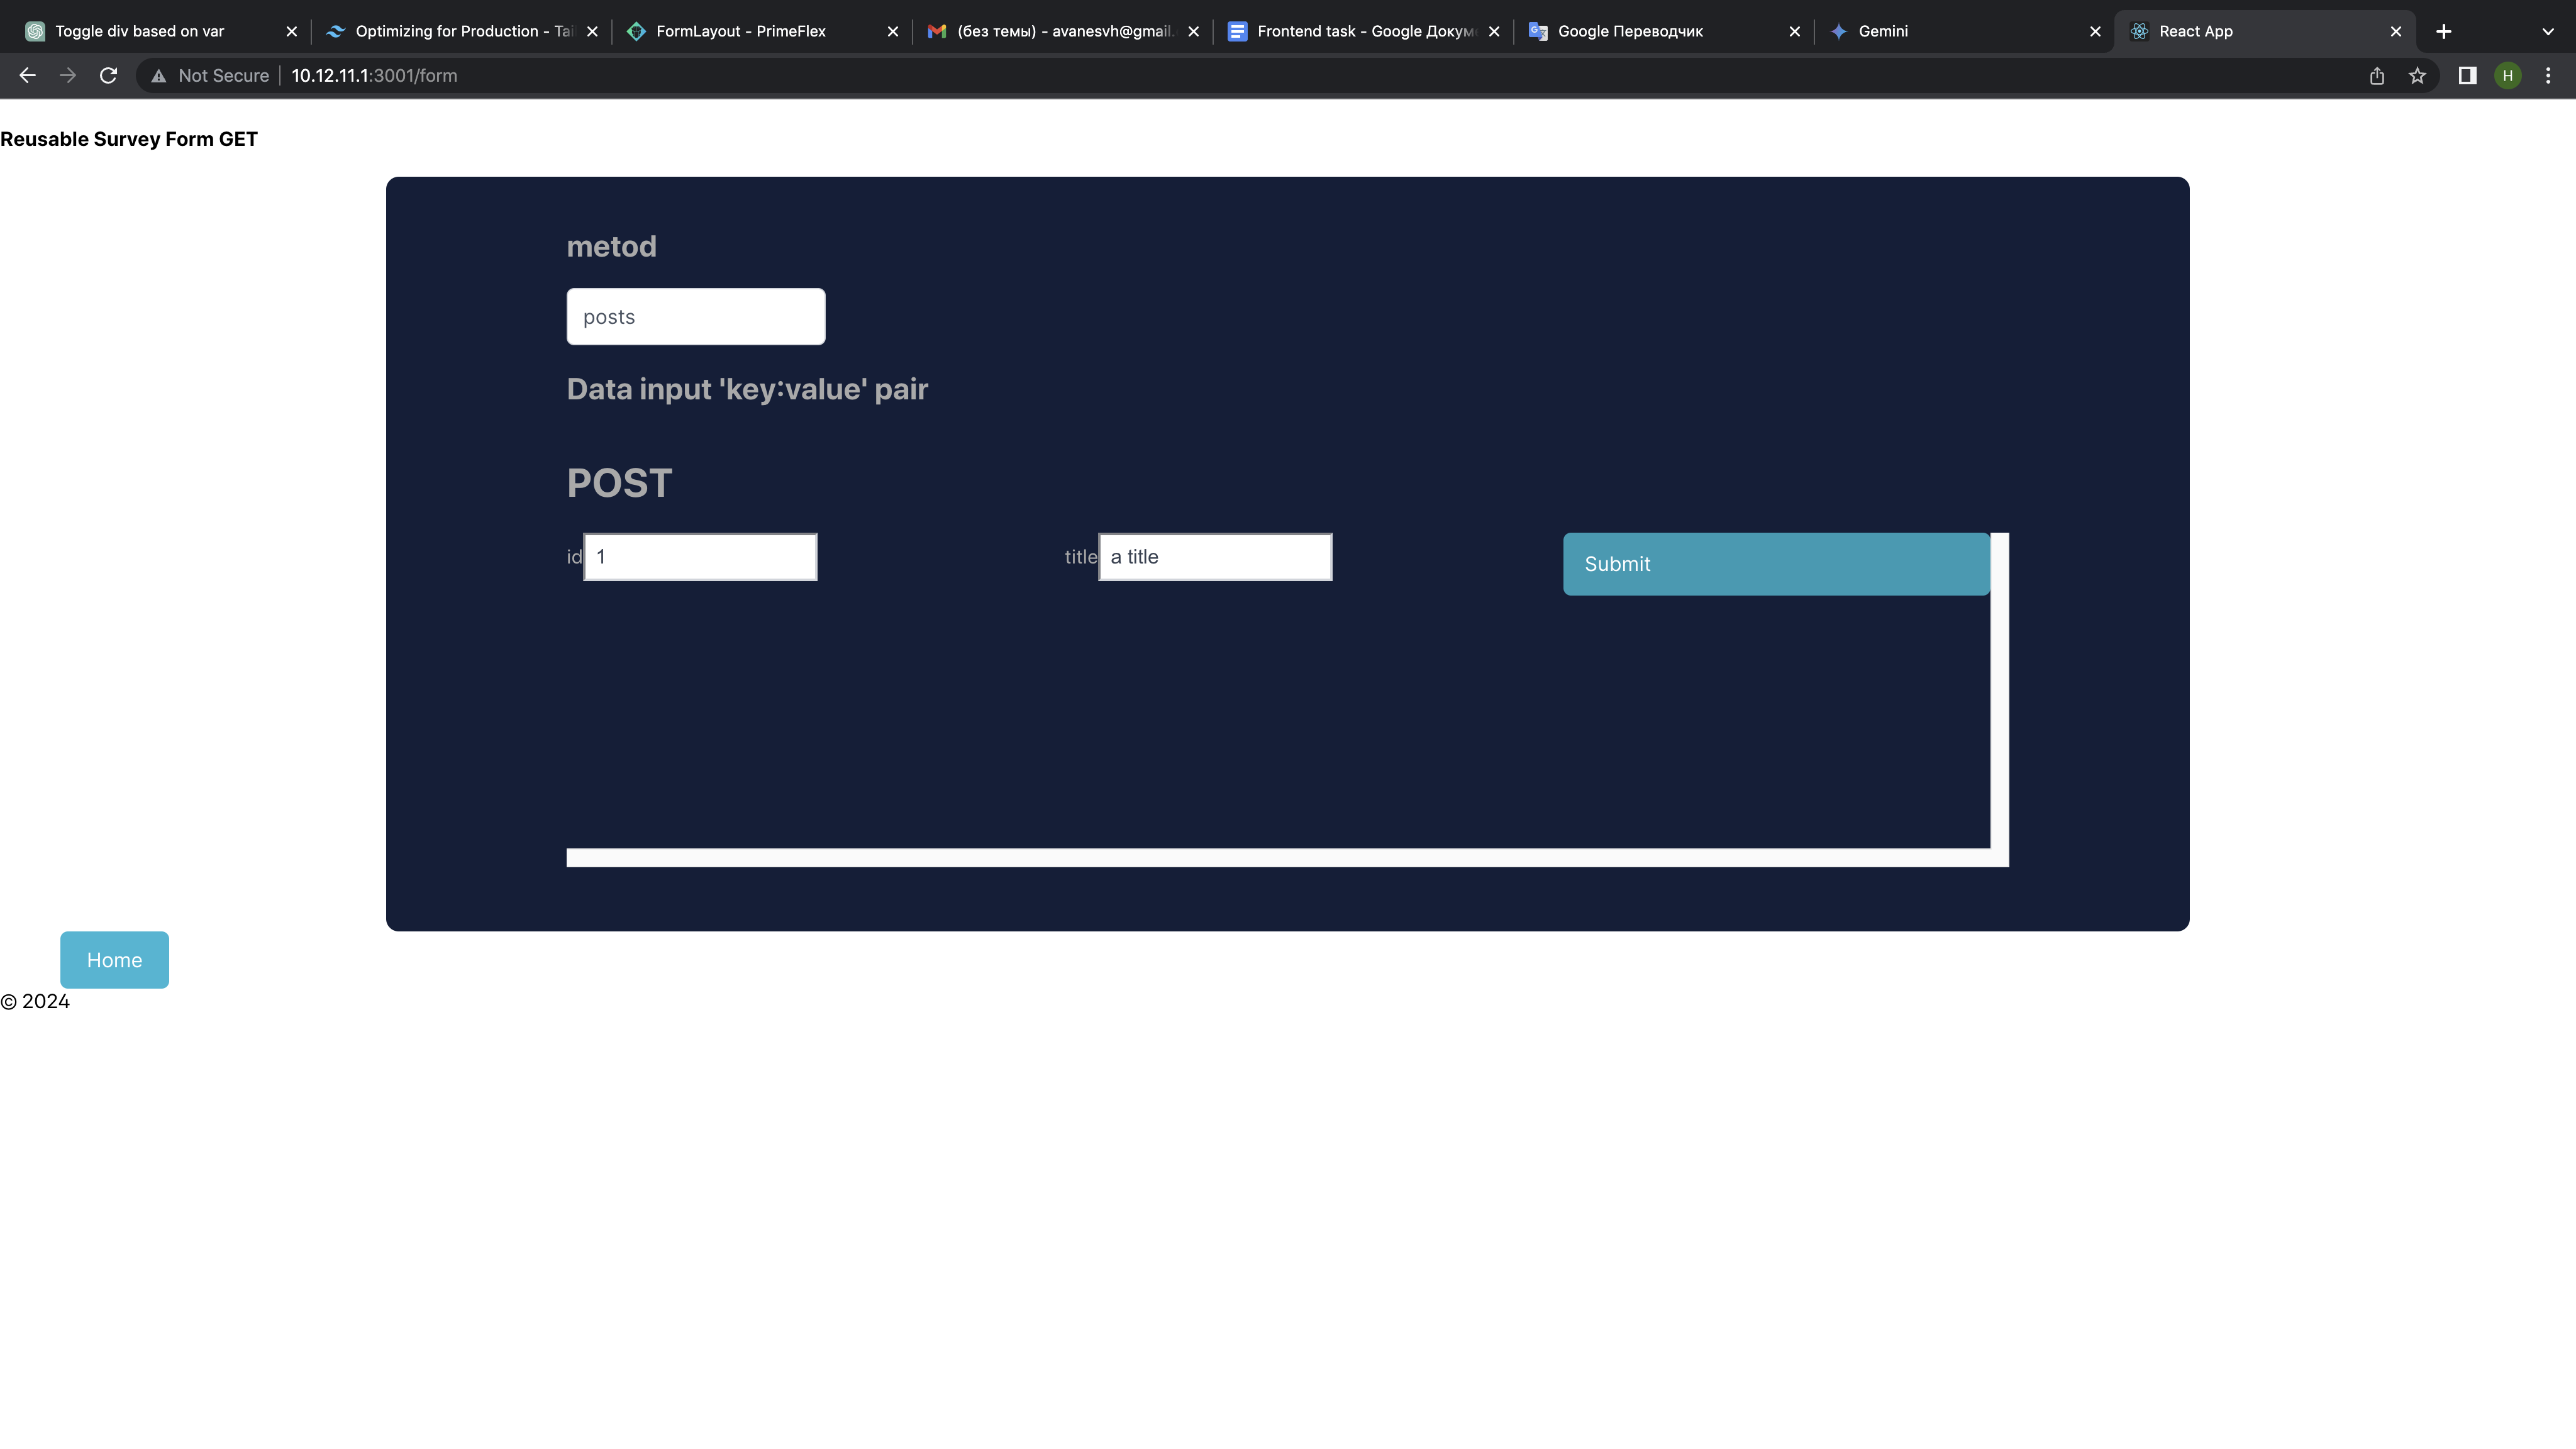 Toggle div based on var
Optimizing for Production - Tai
FormLayout - PrimeFlex
(без темы) - avanesvh@gmail.
Frontend task - Google Докум
Google Переводчик
Gemini
React App
Not Secure
10.12.11.1:3001/form
H
Reusable Survey Form GET
metod
posts
Data input 'key:value' pair
POST
id
1
title
a title
Submit
Home
© 2024